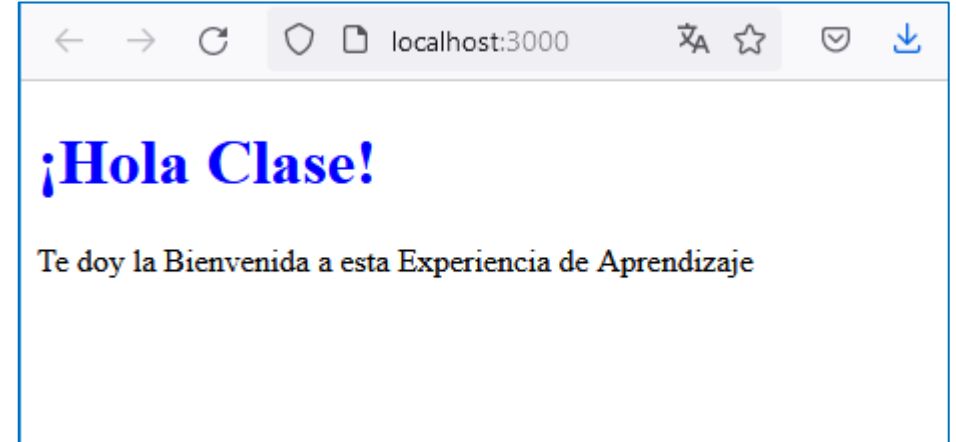 localhost:3000
¡Hola Clase!
Te doy la Bienvenida a esta Experiencia de Aprendizaje